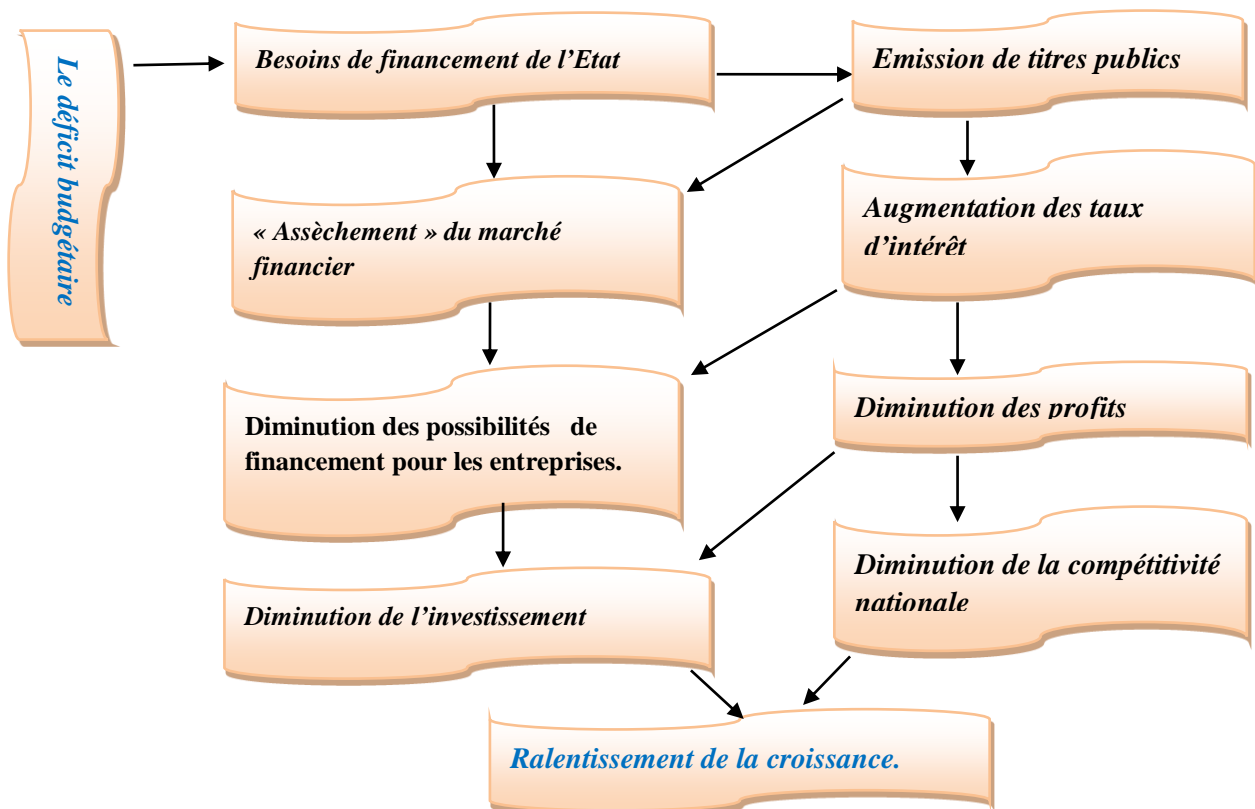 Le déficit budgétaire
Besoins de financement de l’Etat
Emission de titres publics
« Assèchement » du marché
financier
Augmentation des taux
d’intérêt
Diminution des possibilités de
financement pour les entreprises.
Diminution des profits
Diminution de l’investissement
Diminution de la compétitivité
nationale
Ralentissement de la croissance.